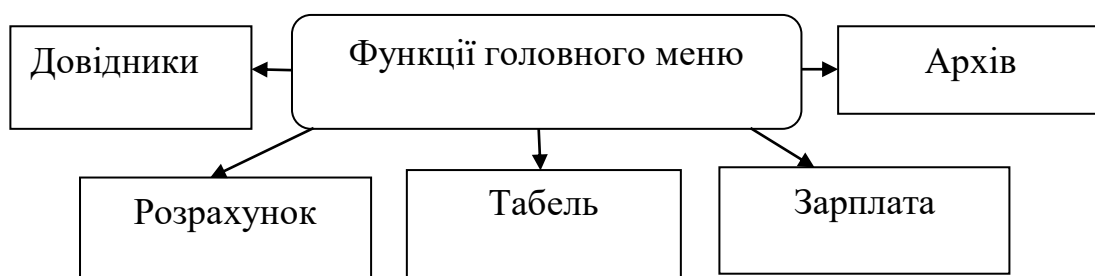 Функції головного меню
Довідники
Архів
Розрахунок
Табель
Зарплата